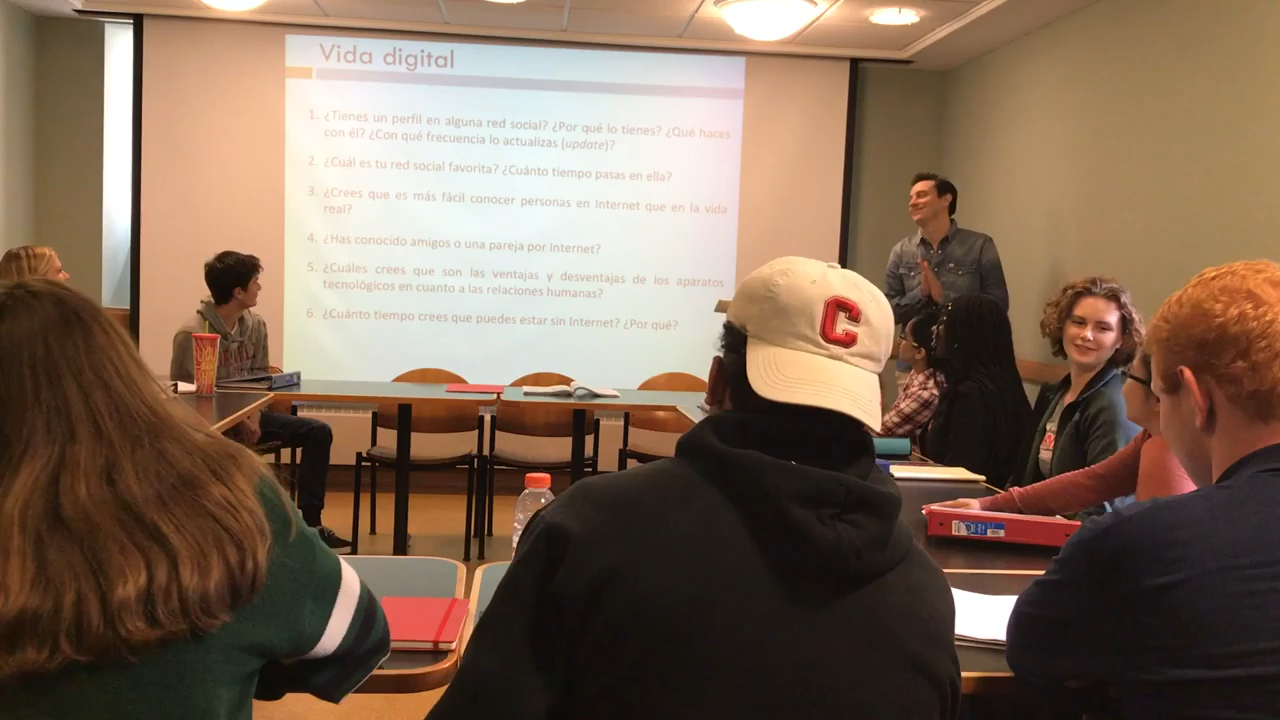 Vida digital
1. ¿Tienes un perfil en alguna red social? ¿Por qué lo tienes? ¿Qué haces
con él? ¿Con qué frecuencia lo actualizas (update)?
2. ¿Cuál es tu red social favorita? ¿Cuánto tiempo pasas en ella?
3. ¿Crees que es más fácil conocer personas en Internet que en la vida
real?
4. ¿Has conocido amigos o una pareja por Internet?
5. ¿Cuáles crees que son las ventajas y desventajas de los aparatos
tecnológicos en cuanto a las relaciones humanas?
6. ¿Cuánto tiempo crees que puedes estar sin Internet? ¿Por qué?
C